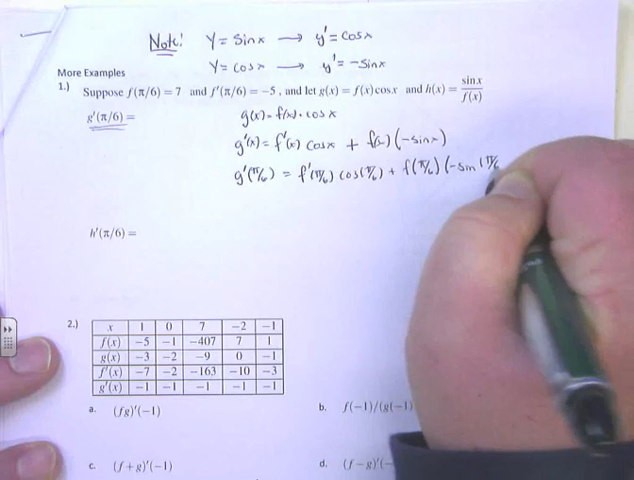 Note! y = sinx → y' = cosx
y = cosx → y' = -sinx
More Examples
1.) Suppose f(π/6) = 7 and f'(π/6) = -5, and let g(x) = f(x)cosx and h(x) = sinx / f(x)
g'(π/6) = g(x) = f(x)·cosx
g'(x) = f'(x) cosx + f(x)(-sinx)
g'(π/6) = f'(π/6) cos(π/6) + f(π/6)(-sin(π/6
h'(π/6) =
2.) x 1 0 7 -2 -1
f(x) -5 -1 -407 7 1
g(x) -3 -2 -9 0 -1
f'(x) -7 -2 -163 -10 -3
g'(x) -1 -1 -1 -1 -1
a. (fg)'(-1) b. f(-1)/(g(-1)
c. (f+g)'(-1) d. (f-g)'(-